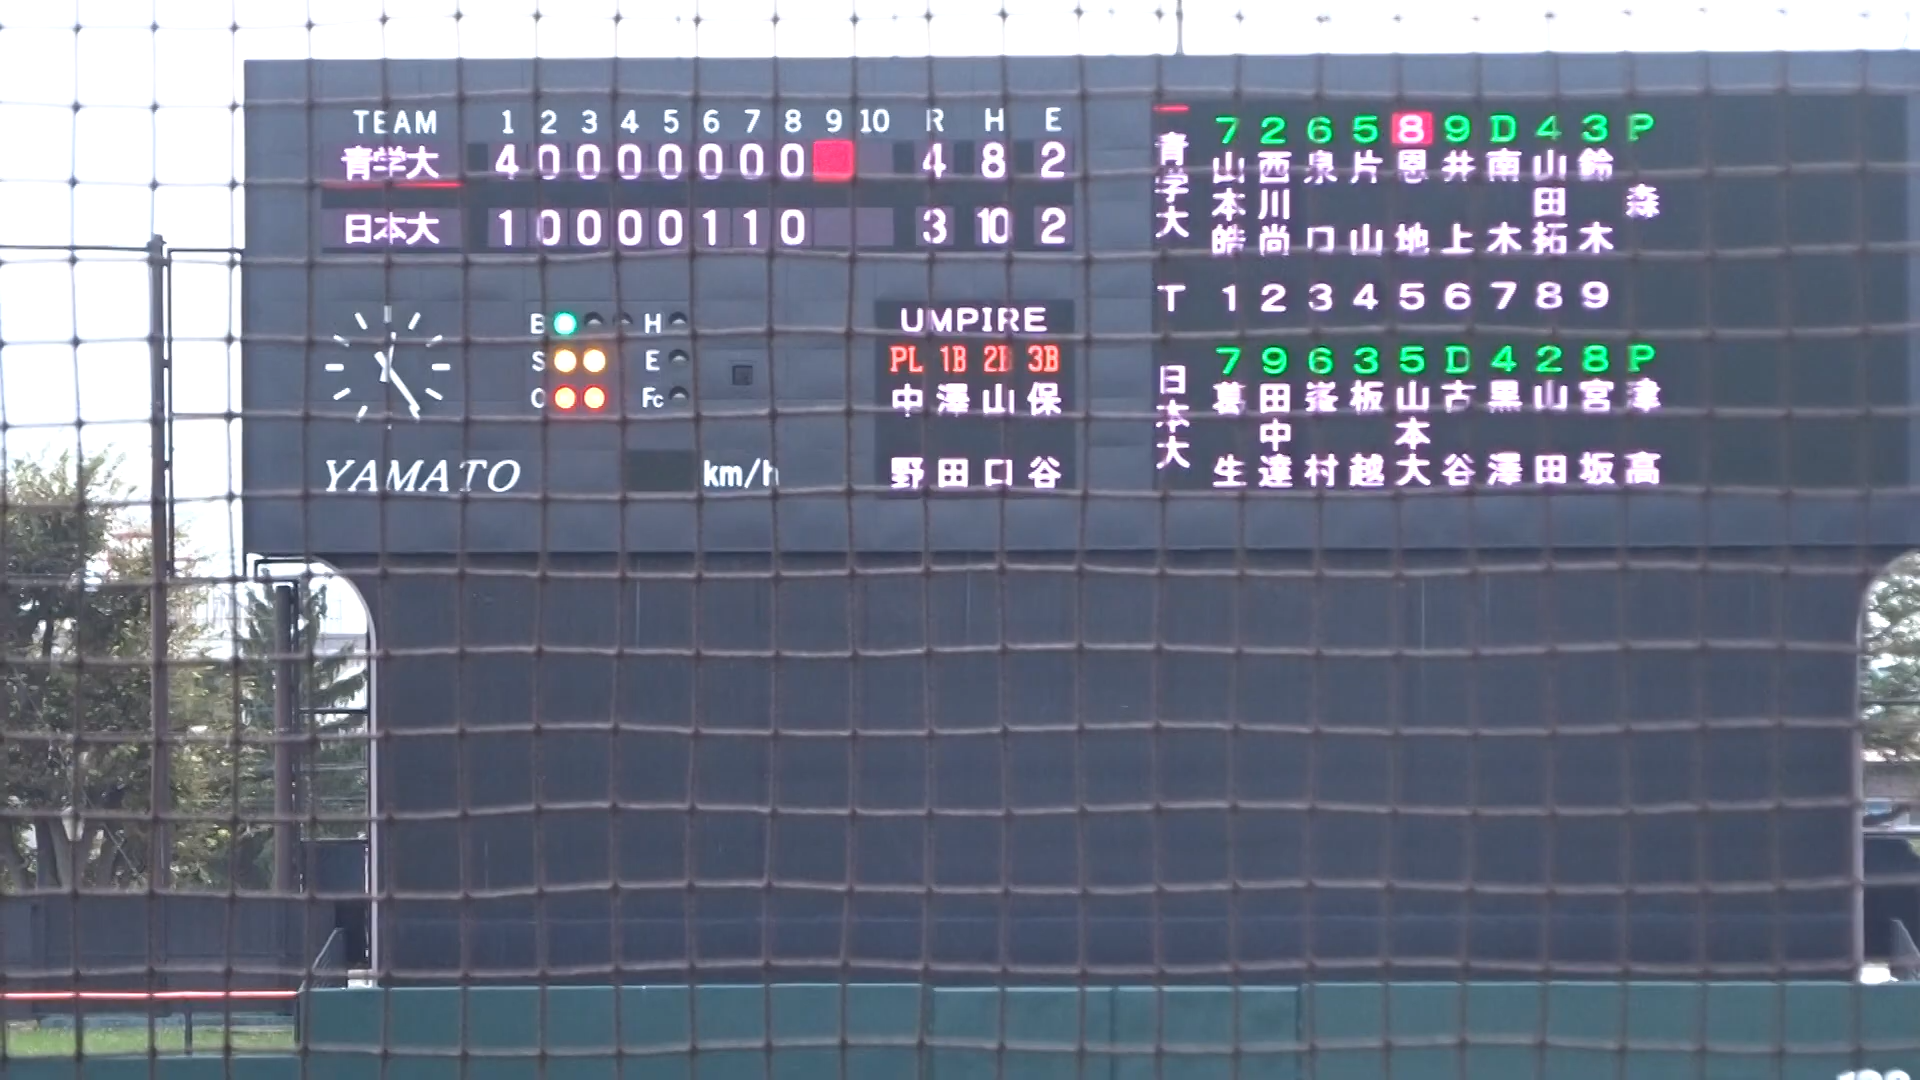 TEAM 1 2 3 4 5 6 7 8 9 10 R H E
青学大 4 0 0 0 0 0 0 0 4 8 2
日本大 1 0 0 0 0 1 1 0 3 10 2
B H
S E
O Fc
YAMATO
km/h
UMPIRE
PL 1B 2B 3B
中野 澤田 山口 保谷
青学大
7 2 6 5 8 9 D 4 3 P
山本皓 西川尚 泉口 片山 恩地 井上 南木 山田拓 鈴木 森
T 1 2 3 4 5 6 7 8 9
日本大
7 9 6 3 5 D 4 2 8 P
葛生 田中達 峯村 板越 山本大 古谷 黒澤 山田 宮坂 津高